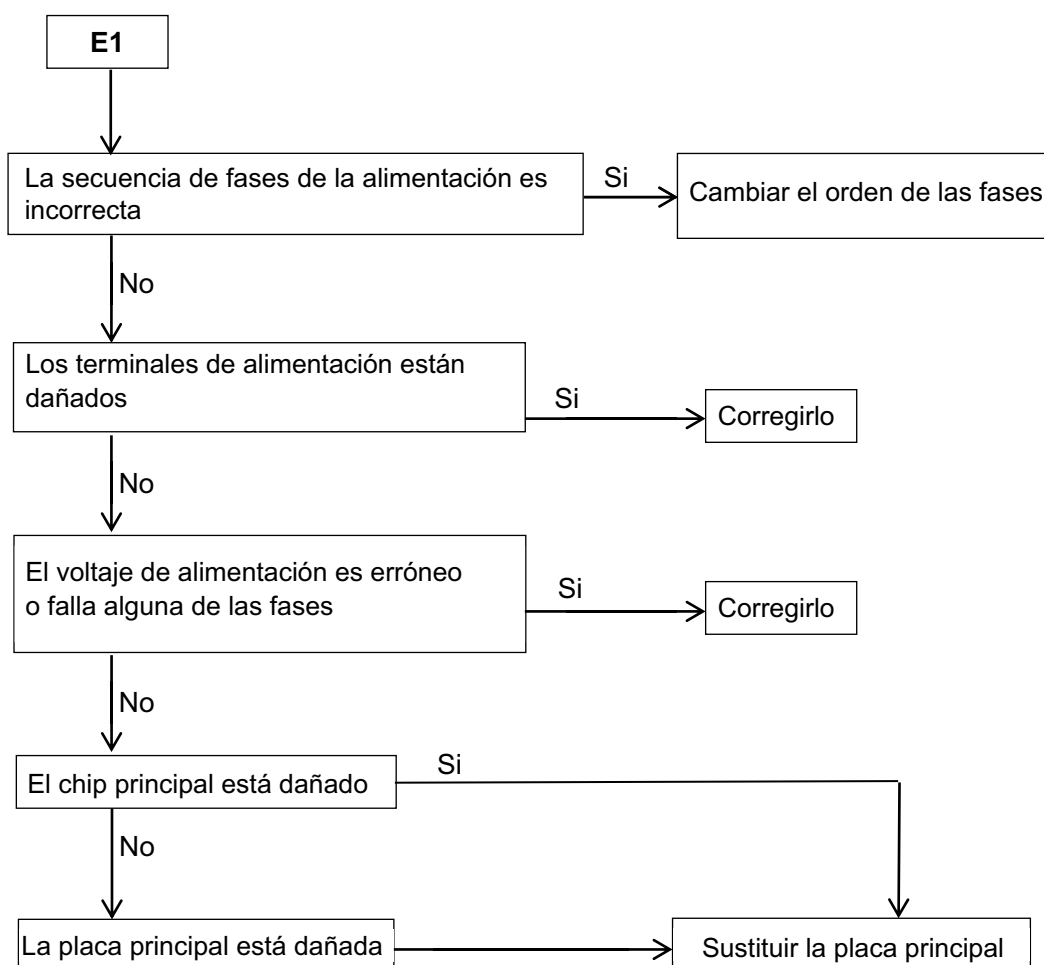 E1
La secuencia de fases de la alimentación es
incorrecta
Si
Cambiar el orden de las fases
No
Los terminales de alimentación están
dañados
Si
Corregirlo
No
El voltaje de alimentación es erróneo
o falla alguna de las fases
Si
Corregirlo
No
El chip principal está dañado
Si
No
La placa principal está dañada
Sustituir la placa principal